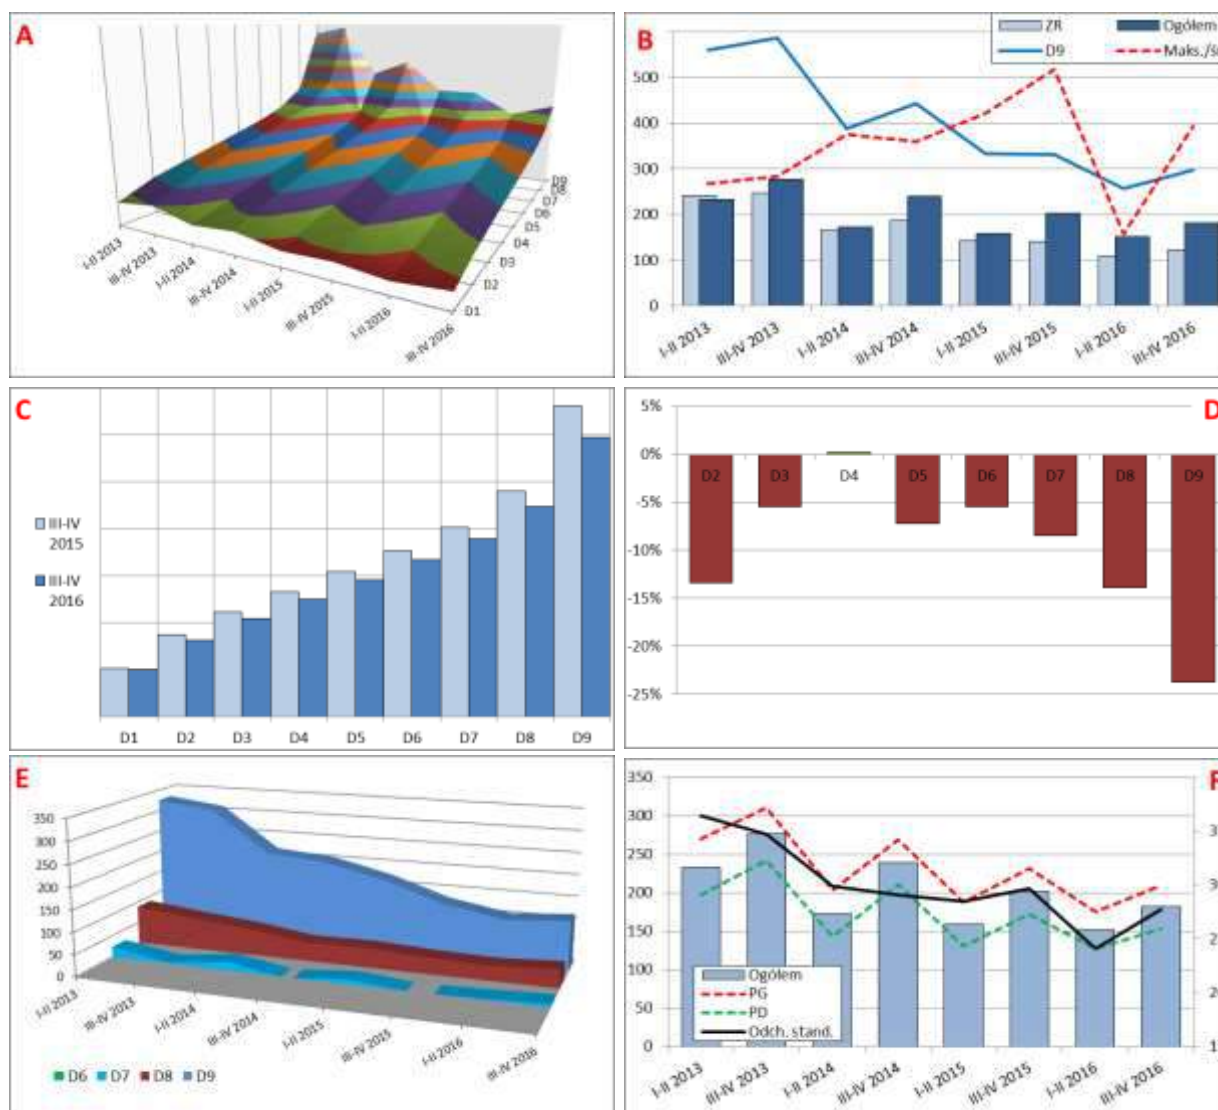 A
D9
D8
D7
D6
D5
D4
D3
D2
D1
I-II 2013
III-IV 2013
I-II 2014
III-IV 2014
I-II 2015
III-IV 2015
I-II 2016
III-IV 2016
B
ZR
Ogółem
D9
Maks./ś
500
400
300
200
100
0
I-II 2013
III-IV 2013
I-II 2014
III-IV 2014
I-II 2015
III-IV 2015
I-II 2016
III-IV 2016
C
III-IV
2015
III-IV
2016
D1 D2 D3 D4 D5 D6 D7 D8 D9
D
5%
0%
-5%
-10%
-15%
-20%
-25%
D2 D3 D4 D5 D6 D7 D8 D9
E
350
300
250
200
150
100
50
0
I-II 2013
III-IV 2013
I-II 2014
III-IV 2014
I-II 2015
III-IV 2015
I-II 2016
III-IV 2016
D6 D7 D8 D9
350
300
250
200
150
100
50
0
3
3
2
2
1
Ogółem
PG
PD
Odch. stand.
I-II 2013
III-IV 2013
I-II 2014
III-IV 2014
I-II 2015
III-IV 2015
I-II 2016
III-IV 2016